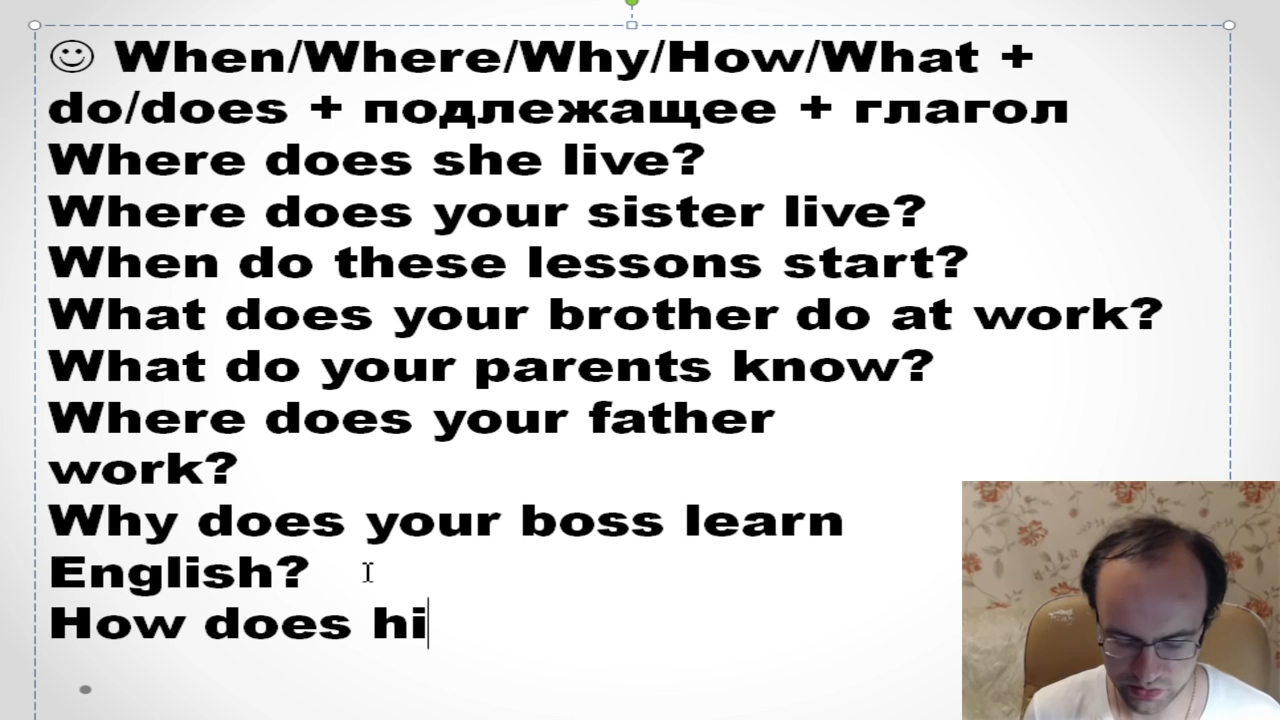 ☺ When/Where/Why/How/What +
do/does + подлежащее + глагол
Where does she live?
Where does your sister live?
When do these lessons start?
What does your brother do at work?
What do your parents know?
Where does your father
work?
Why does your boss learn
English?
How does hi